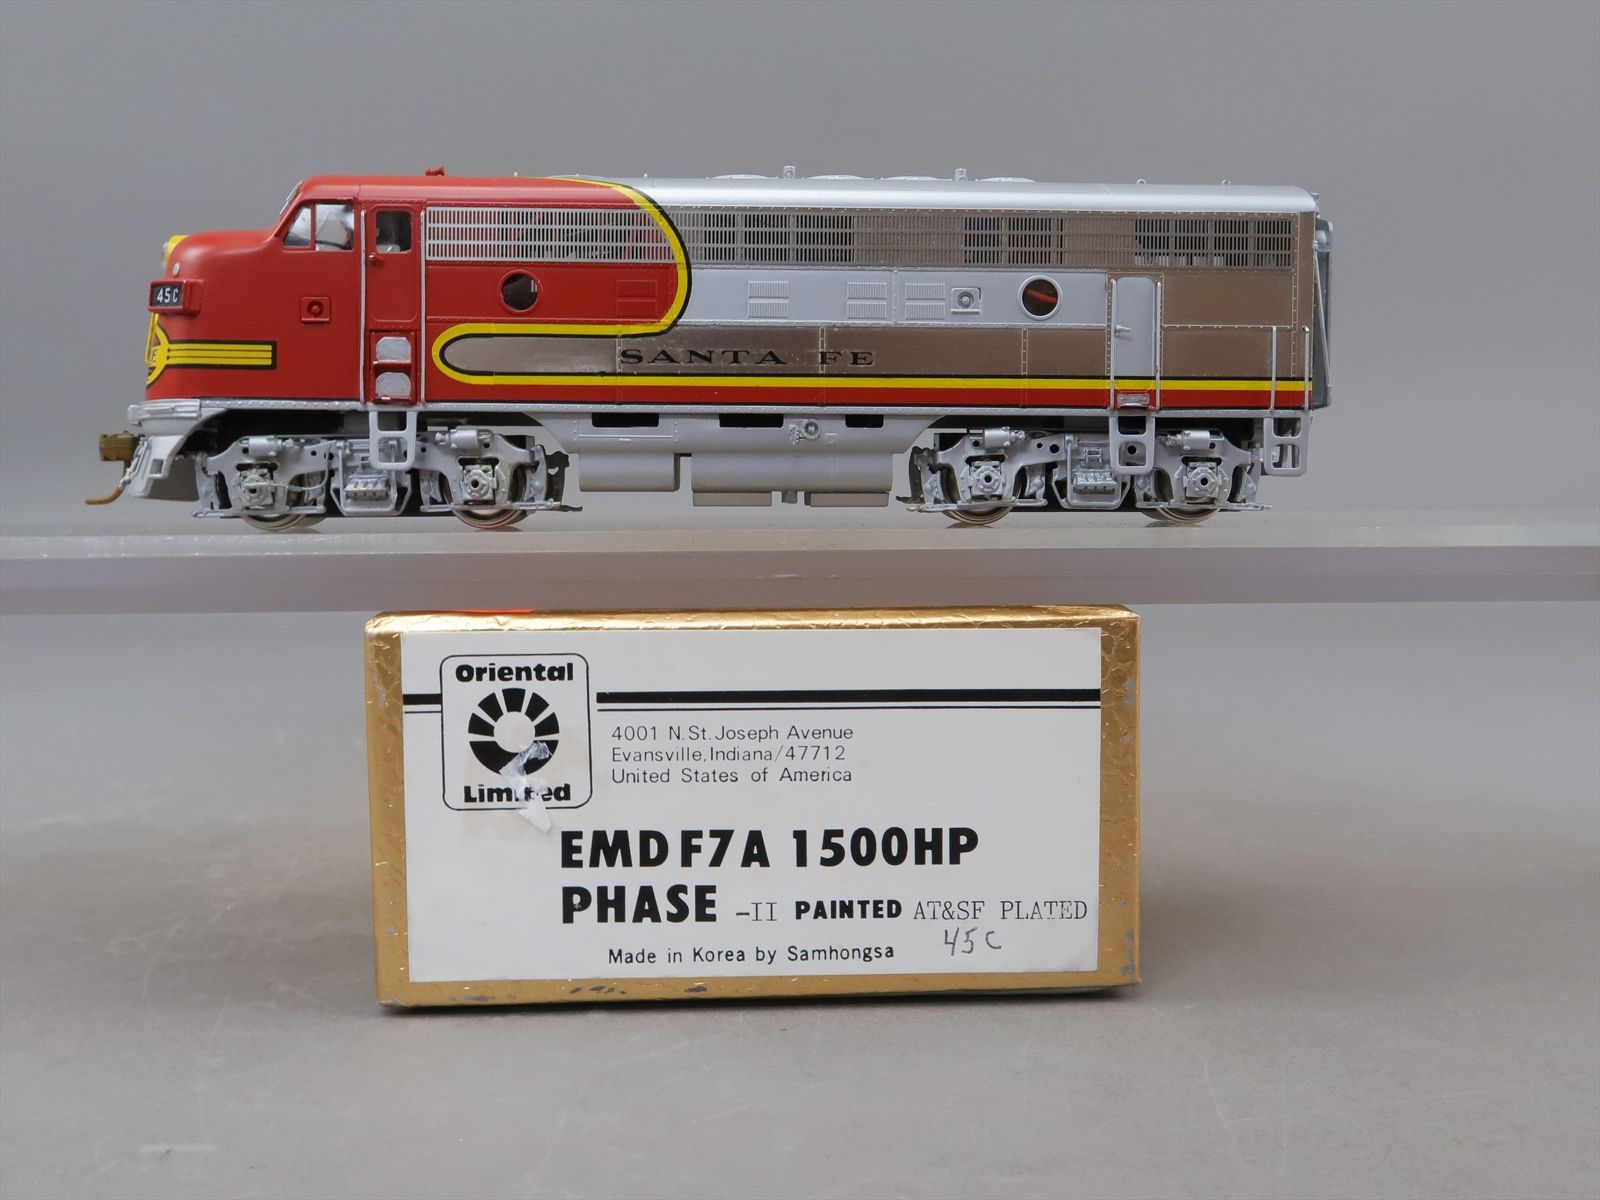 45C
SANTA FE
Oriental
Limited
4001 N. St. Joseph Avenue
Evansville, Indiana/47712
United States of America
EMD F7A 1500HP
PHASE -II PAINTED AT&SF PLATED
45C
Made in Korea by Samhongsa